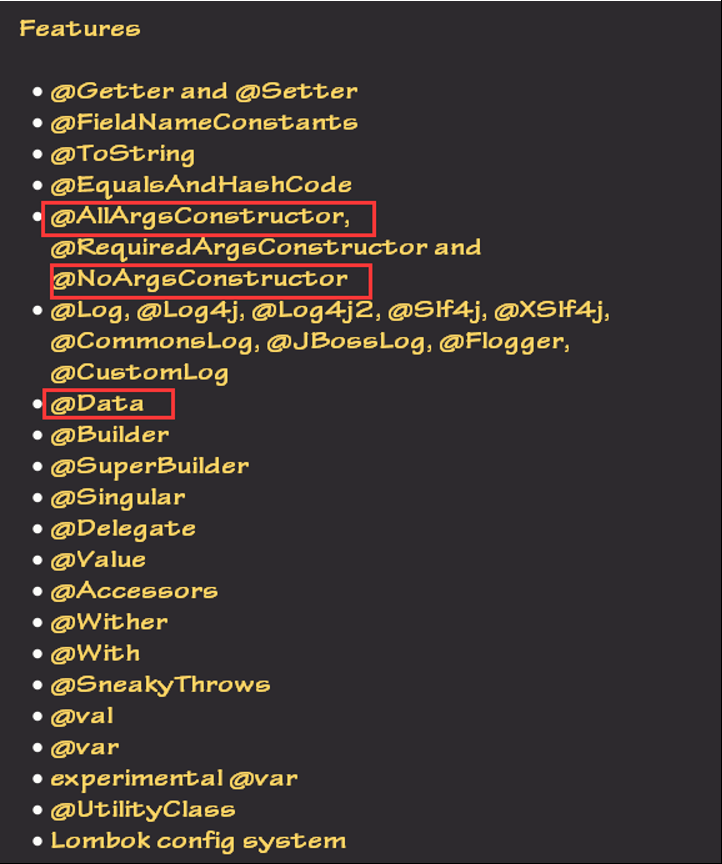 Features
@Getter and @Setter
@FieldNameConstants
@ToString
@EqualsAndHashCode
@AllArgsConstructor,
@RequiredArgsConstructor and
@NoArgsConstructor
@Log, @Log4j, @Log4j2, @Slf4j, @XSlf4j,
@CommonsLog, @JBossLog, @Flogger,
@CustomLog
@Data
@Builder
@SuperBuilder
@Singular
@Delegate
@Value
@Accessors
@Wither
@With
@SneakyThrows
@val
@var
experimental @var
@UtilityClass
Lombok config system